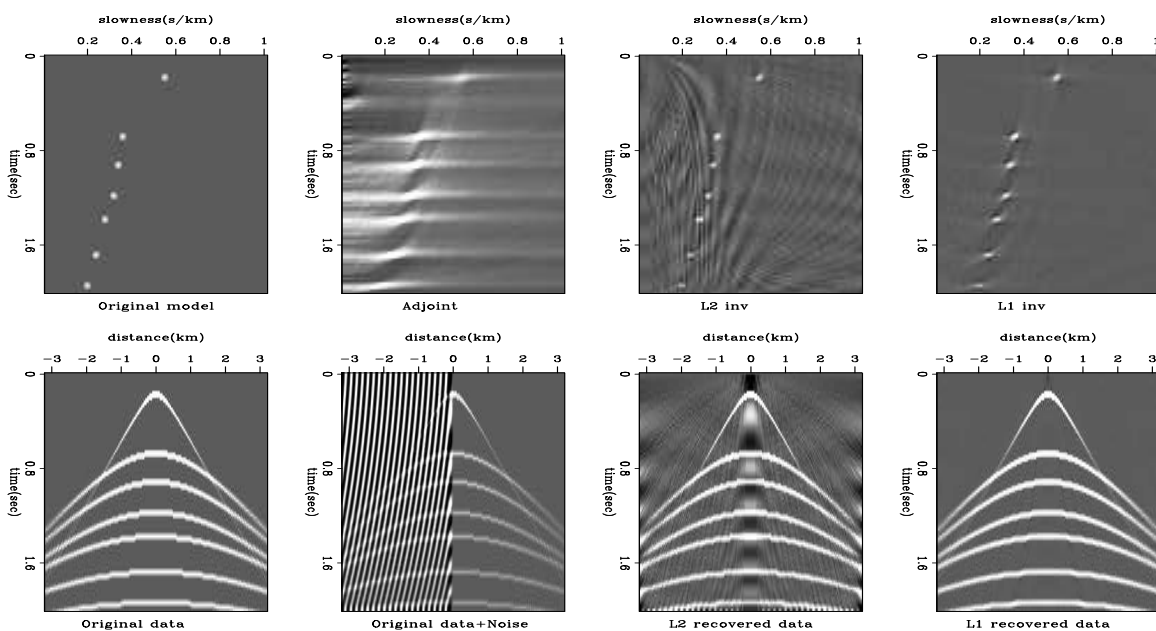 slowness(s/km) slowness(s/km) slowness(s/km) slowness(s/km)
0.2 0.4 0.6 0.8 1 0.2 0.4 0.6 0.8 1 0.2 0.4 0.6 0.8 1 0.2 0.4 0.6 0.8 1
0 0 0 0
0.8 0.8 0.8 0.8
time(sec) time(sec) time(sec) time(sec)
1.6 1.6 1.6 1.6
Original model Adjoint L2 inv L1 inv
distance(km) distance(km) distance(km) distance(km)
−3 −2 −1 0 1 2 3 −3 −2 −1 0 1 2 3 −3 −2 −1 0 1 2 3 −3 −2 −1 0 1 2 3
0 0 0 0
0.8 0.8 0.8 0.8
time(sec) time(sec) time(sec) time(sec)
1.6 1.6 1.6 1.6
Original data Original data+Noise L2 recovered data L1 recovered data